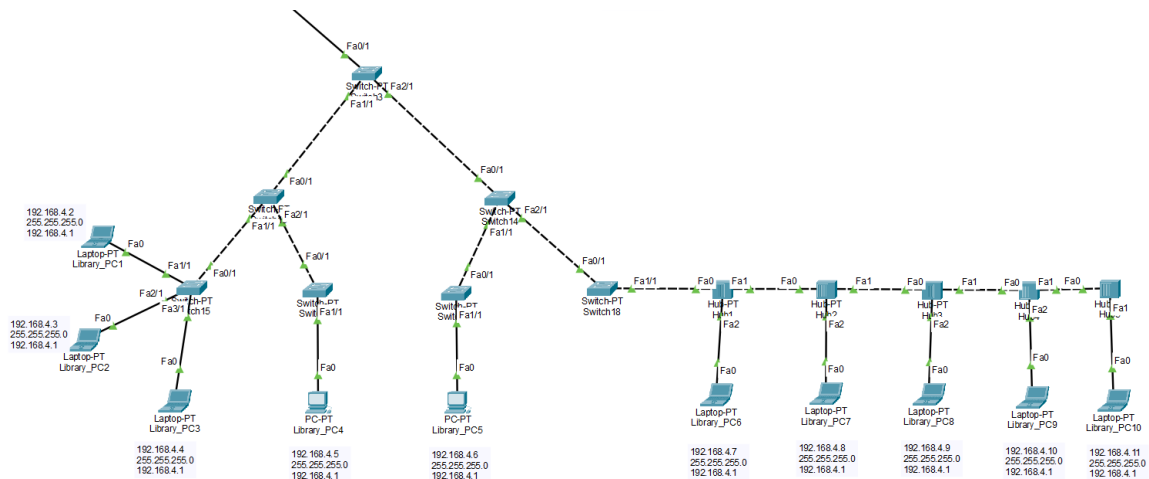 Fa0/1
Switch-PT
Switch3
Fa2/1
Fa1/1
Fa0/1
Fa0/1
Switch-PT
Fa2/1
Fa1/1
Switch-PT
Switch14
Fa2/1
Fa1/1
192.168.4.2
255.255.255.0
192.168.4.1
Laptop-PT
Library_PC1
Fa0
Fa1/1
Fa0/1
Fa2/1
Fa3/1
Switch-PT
192.168.4.3
255.255.255.0
192.168.4.1
Fa0
Laptop-PT
Library_PC2
Fa0
Laptop-PT
Library_PC3
192.168.4.4
255.255.255.0
192.168.4.1
Fa0/1
Fa1/1
Fa0
PC-PT
Library_PC4
192.168.4.5
255.255.255.0
192.168.4.1
Fa0/1
Fa1/1
Fa0
PC-PT
Library_PC5
192.168.4.6
255.255.255.0
192.168.4.1
Fa0/1
Switch-PT
Switch18
Fa1/1
Fa0
Fa1
Hub-PT
Hub1
Fa2
Fa0
Laptop-PT
Library_PC6
192.168.4.7
255.255.255.0
192.168.4.1
Fa0
Fa1
Hub-PT
Hub2
Fa2
Fa0
Laptop-PT
Library_PC7
192.168.4.8
255.255.255.0
192.168.4.1
Fa0
Fa1
Hub-PT
Hub3
Fa2
Fa0
Laptop-PT
Library_PC8
192.168.4.9
255.255.255.0
192.168.4.1
Fa0
Fa1
Fa2
Fa0
Laptop-PT
Library_PC9
192.168.4.10
255.255.255.0
192.168.4.1
Fa0
Fa1
Fa0
Laptop-PT
Library_PC10
192.168.4.11
255.255.255.0
192.168.4.1